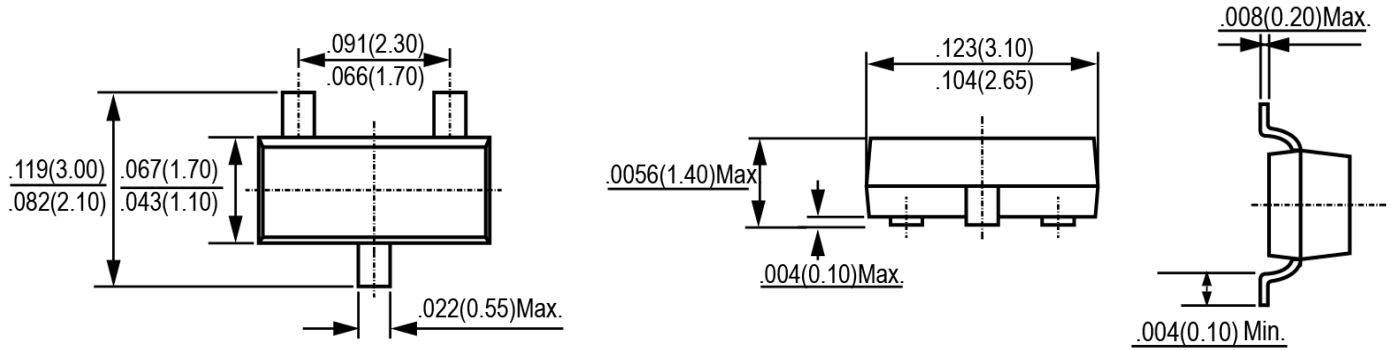 .091(2.30)
.066(1.70)
.119(3.00)
.082(2.10)
.067(1.70)
.043(1.10)
.022(0.55)Max.
.123(3.10)
.104(2.65)
.0056(1.40)Max
.004(0.10)Max.
.008(0.20)Max.
.004(0.10) Min.